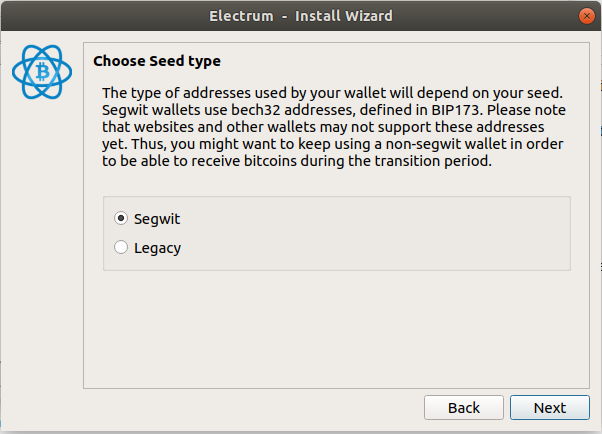 Electrum - Install Wizard
Choose Seed type
The type of addresses used by your wallet will depend on your seed.
Segwit wallets use bech32 addresses, defined in BIP173. Please note
that websites and other wallets may not support these addresses
yet. Thus, you might want to keep using a non-segwit wallet in order
to be able to receive bitcoins during the transition period.
Segwit
Legacy
Back
Next